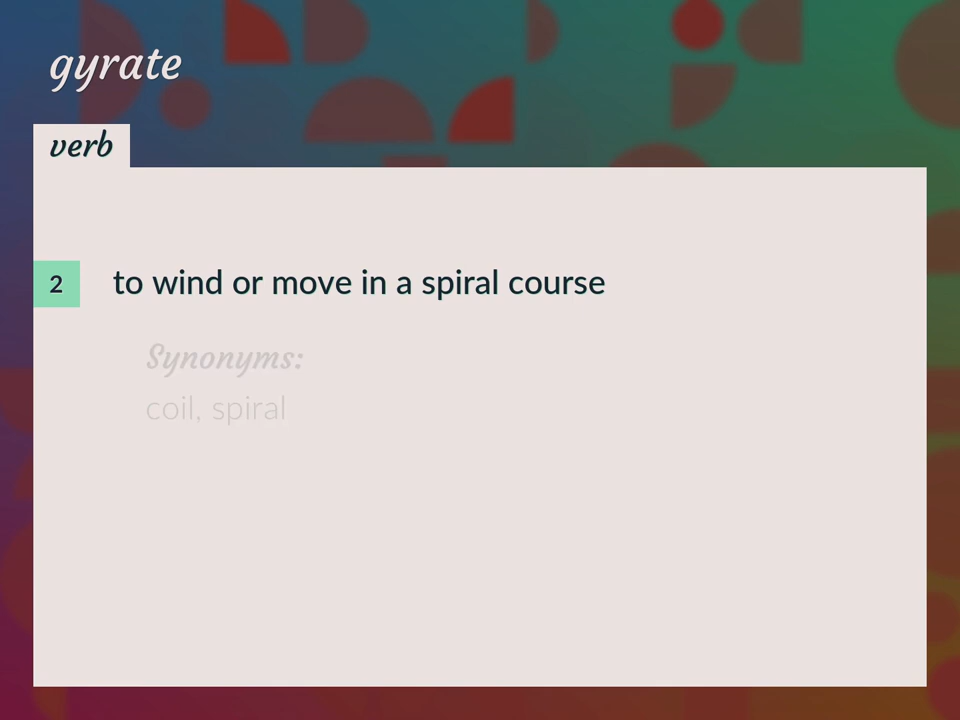 gyrate
verb
2 to wind or move in a spiral course
Synonyms:
coil, spiral